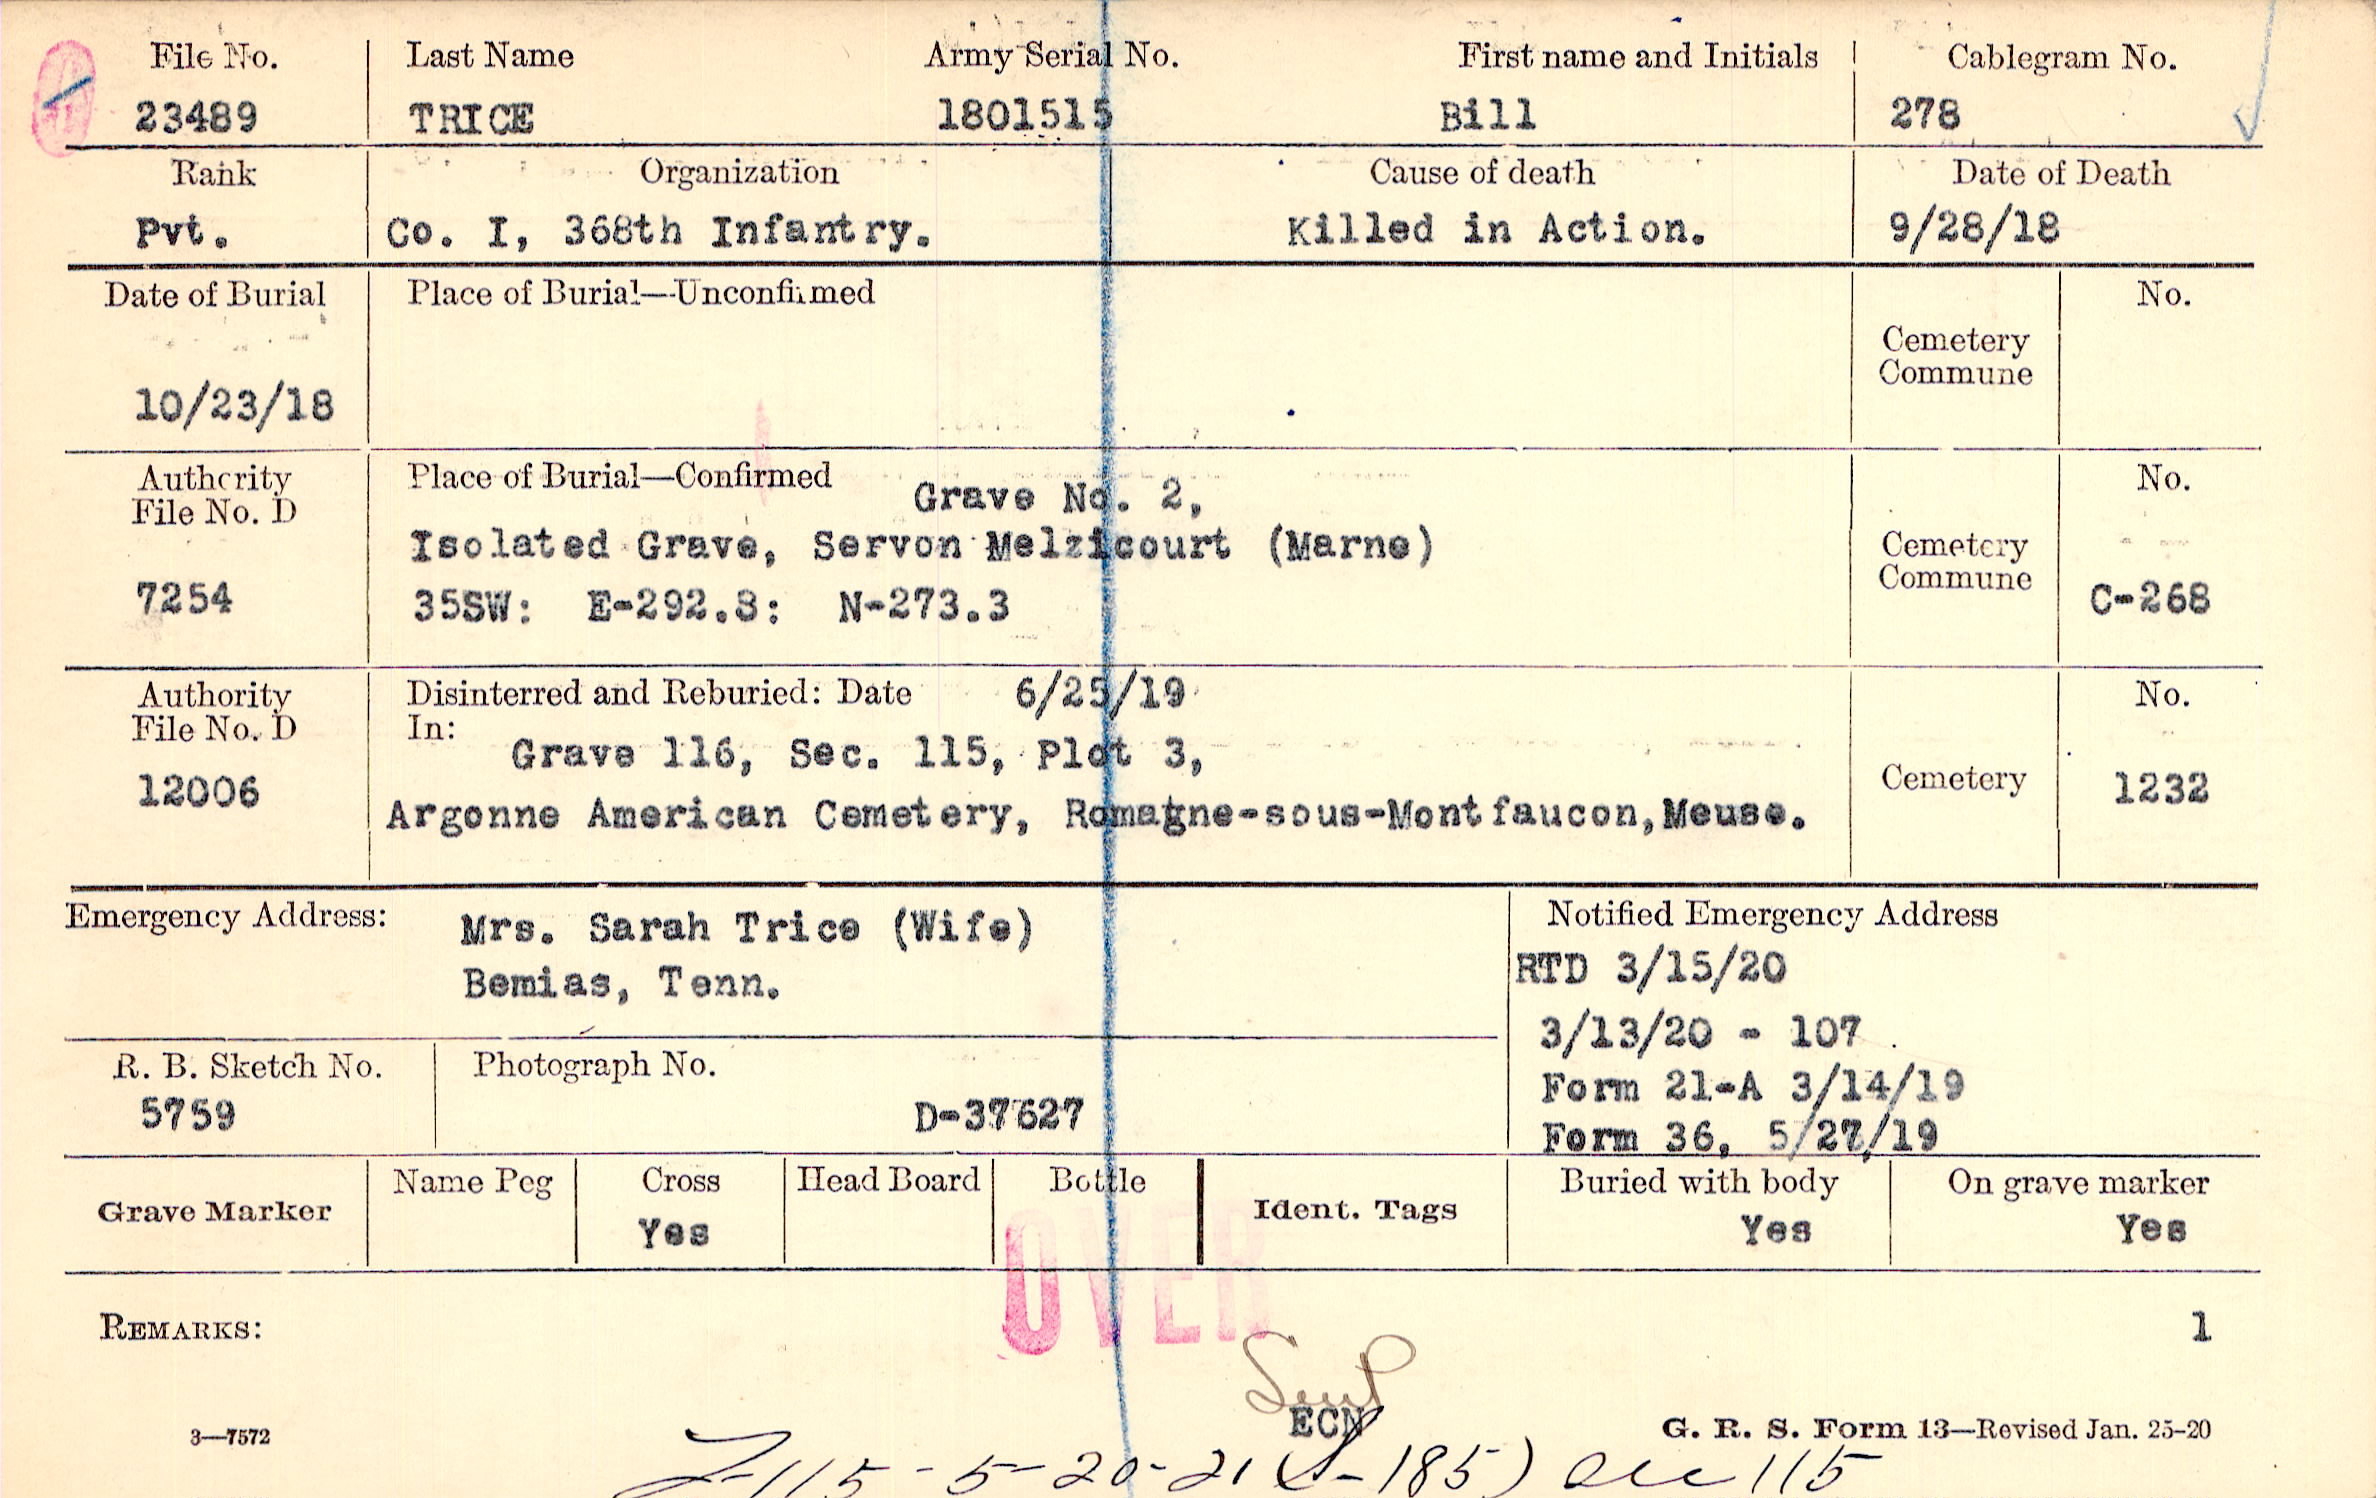 File No. Last Name Army Serial No. First name and Initials Cablegram No.
23489 TRICE 1801515 Bill 278
Rank Organization Cause of death Date of Death
Pvt. Co. I, 368th Infantry. Killed in Action. 9/28/18
Date of Burial Place of Burial—Unconfirmed No.
Cemetery
Commune
10/23/18
Authority Place of Burial—Confirmed No.
File No. D Grave No. 2,
Isolated Grave, Servon Melzicourt (Marne) Cemetery
Commune
7254 35SW: E-292.8: N-273.3 C-268
Authority Disinterred and Reburied: Date 6/25/19 No.
File No. D In:
Grave 116, Sec. 115, Plot 3,
12006 Cemetery 1232
Argonne American Cemetery, Romagne-sous-Montfaucon, Meuse.
Emergency Address: Mrs. Sarah Trice (Wife) Notified Emergency Address
Bemias, Tenn. RTD 3/15/20
3/13/20 - 107
R. B. Sketch No. Photograph No. Form 21-A 3/14/19
5759 D-37627 Form 36, 5/27/19
Grave Marker Name Peg Cross Head Board Bottle Ident. Tags Buried with body On grave marker
Yes Yes Yes
OVER
REMARKS: 1
ECN
3—7572 G. R. S. Form 13—Revised Jan. 25-20
115 - 5-20-21 (S-185) 115